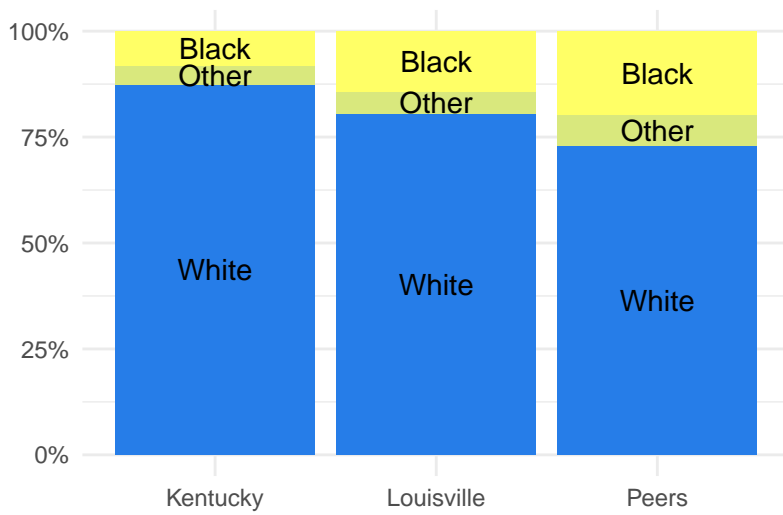 100%
75%
50%
25%
0%
Black
Other
White
Black
Other
White
Black
Other
White
Kentucky
Louisville
Peers